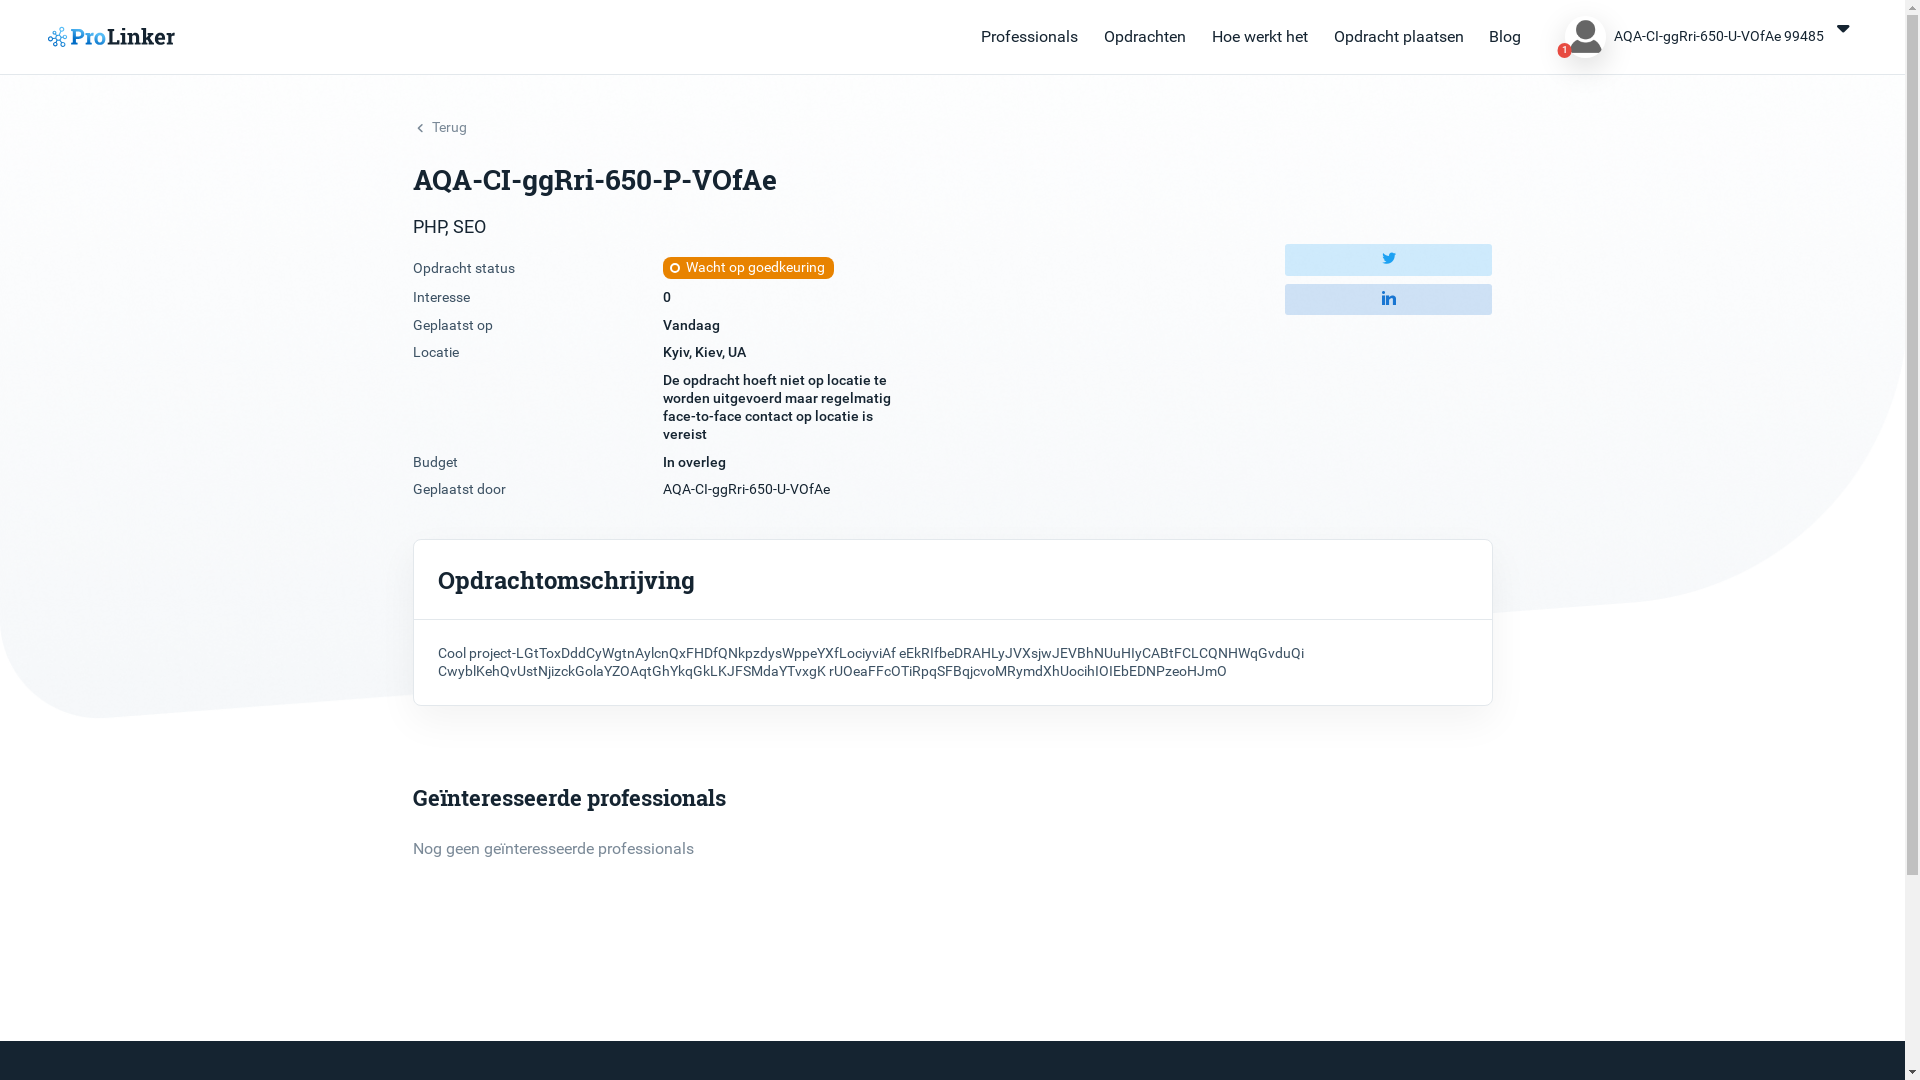 ProLinker
Professionals Opdrachten Hoe werkt het Opdracht plaatsen Blog 1 AQA-CI-ggRri-650-U-VOfAe 99485
Terug
AQA-CI-ggRri-650-P-VOfAe
PHP, SEO
Opdracht status Wacht op goedkeuring
Interesse 0
Geplaatst op Vandaag
Locatie Kyiv, Kiev, UA
De opdracht hoeft niet op locatie te
worden uitgevoerd maar regelmatig
face-to-face contact op locatie is
vereist
Budget In overleg
Geplaatst door AQA-CI-ggRri-650-U-VOfAe
Opdrachtomschrijving
Cool project-LGtToxDddCyWgtnAylcnQxFHDfQNkpzdysWppeYXfLociyviAf eEkRIfbeDRAHLyJVXsjwJEVBhNUuHIyCABtFCLCQNHWqGvduQi
CwyblKehQvUstNjizckGolaYZOAqtGhYkqGkLKJFSMdaYTvxgK rUOeaFFcOTiRpqSFBqjcvoMRymdXhUocihIOIEbEDNPzeoHJmO
Geïnteresseerde professionals
Nog geen geïnteresseerde professionals